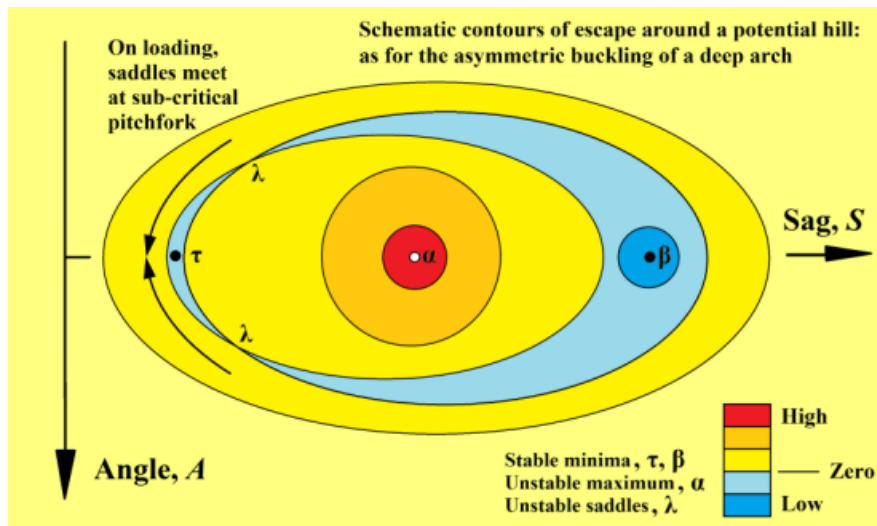 On loading,
saddles meet
at sub-critical
pitchfork
Schematic contours of escape around a potential hill:
as for the asymmetric buckling of a deep arch
λ
Sag, S
τ
α
β
λ
High
Zero
Low
Angle, A
Stable minima, τ, β
Unstable maximum, α
Unstable saddles, λ